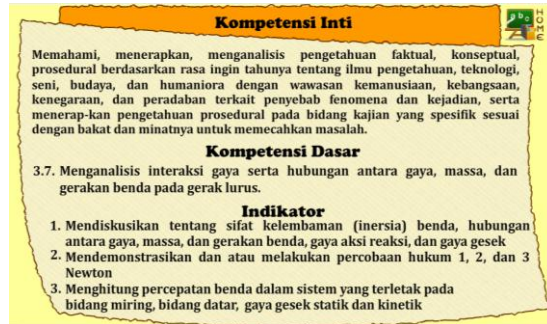 Kompetensi Inti
abc
HOME
Memahami, menerapkan, menganalisis pengetahuan faktual, konseptual,
prosedural berdasarkan rasa ingin tahunya tentang ilmu pengetahuan, teknologi,
seni, budaya, dan humaniora dengan wawasan kemanusiaan, kebangsaan,
kenegaraan, dan peradaban terkait penyebab fenomena dan kejadian, serta
menerap-kan pengetahuan prosedural pada bidang kajian yang spesifik sesuai
dengan bakat dan minatnya untuk memecahkan masalah.
Kompetensi Dasar
3.7. Menganalisis interaksi gaya serta hubungan antara gaya, massa, dan
gerakan benda pada gerak lurus.
Indikator
1. Mendiskusikan tentang sifat kelembaman (inersia) benda, hubungan
antara gaya, massa, dan gerakan benda, gaya aksi reaksi, dan gaya gesek
2. Mendemonstrasikan dan atau melakukan percobaan hukum 1, 2, dan 3
Newton
3. Menghitung percepatan benda dalam sistem yang terletak pada
bidang miring, bidang datar, gaya gesek statik dan kinetik